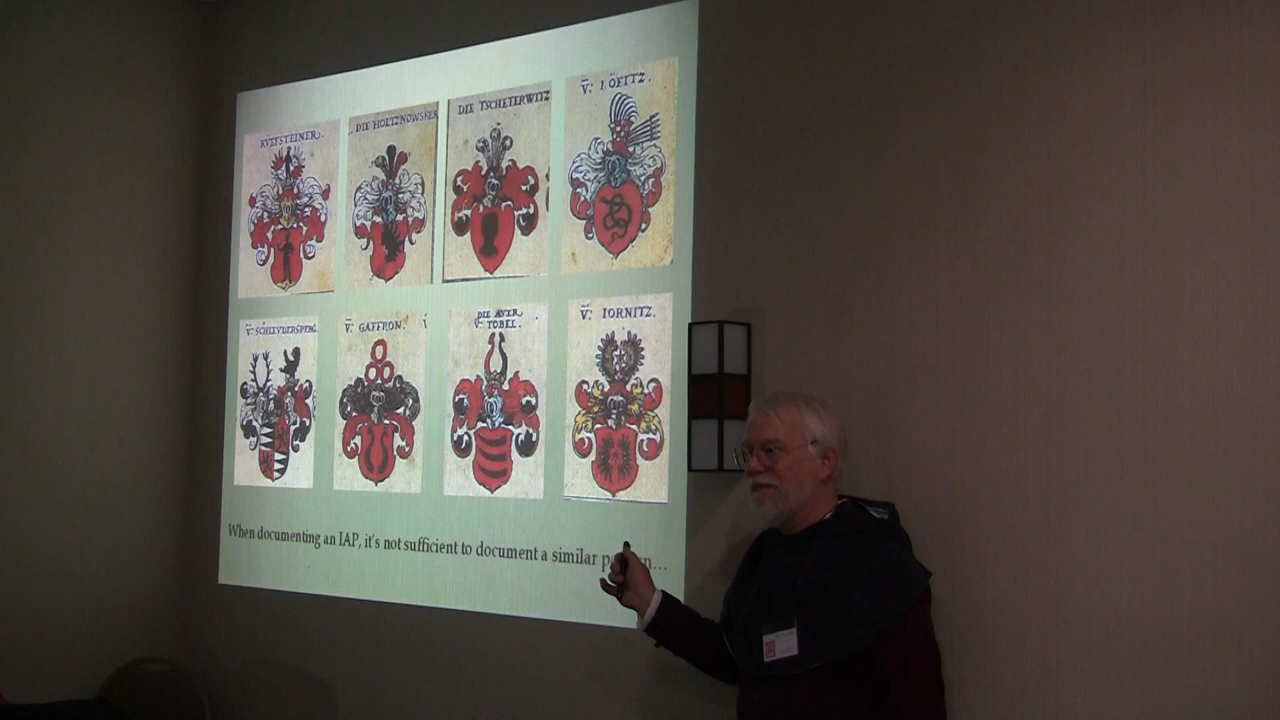 KVEFSTEINER.
DIE HOLTZNOWSKER
DIE TSCHETERWITZ
V: LÖFITZ.
V: SCHLEVDERSPERG.
V: GAFFRON.
DIE AVER
V: TOBEL.
V: IORNITZ.
When documenting an IAP, it's not sufficient to document a similar